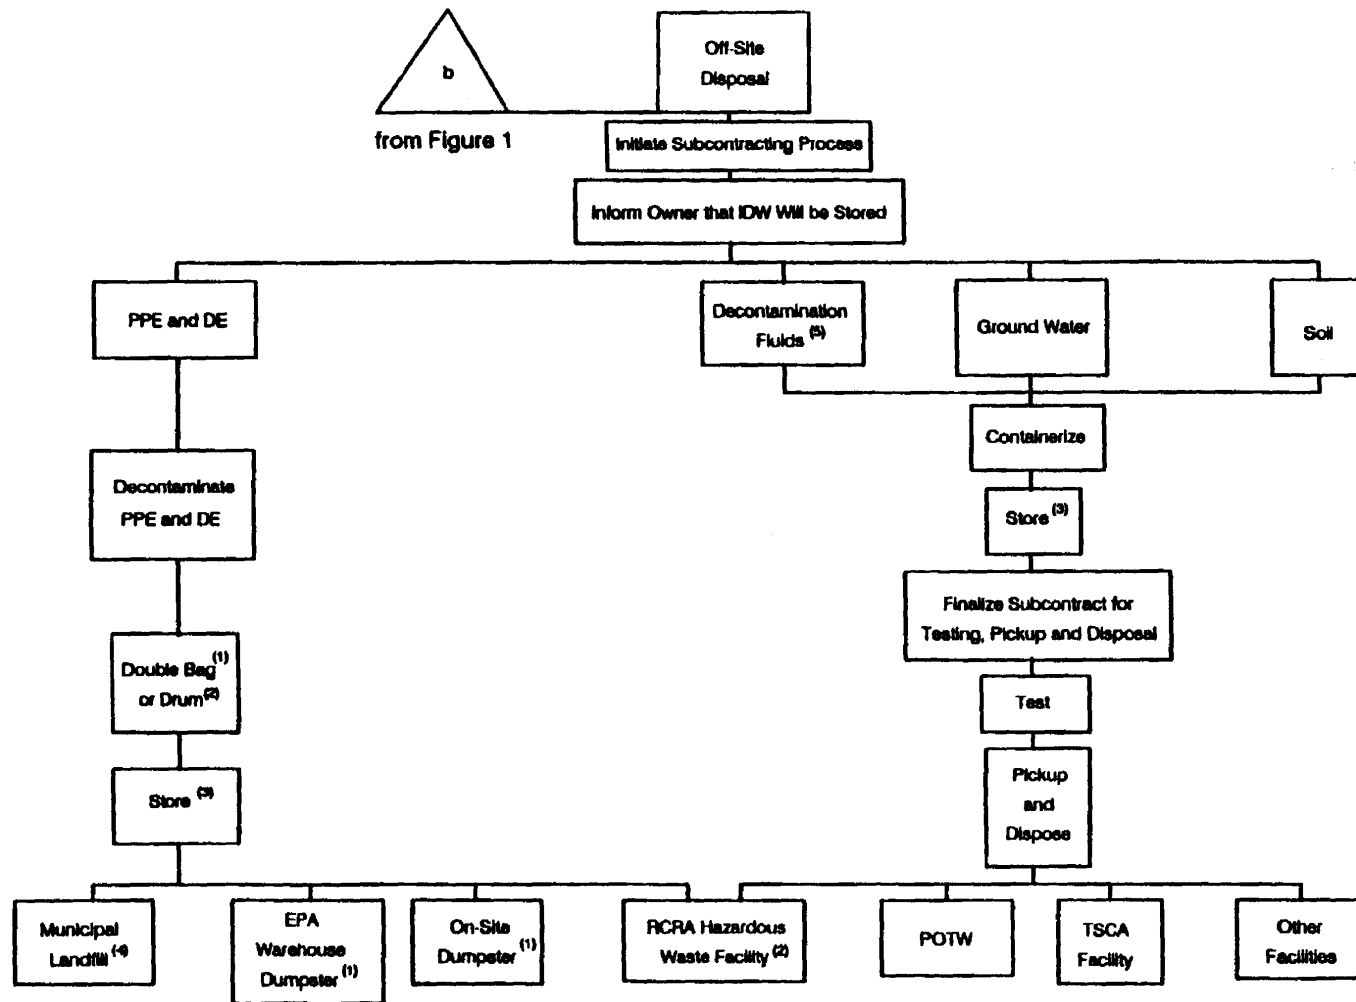 b
from Figure 1
Off-Site
Disposal
Initiate Subcontracting Process
Inform Owner that IDW Will be Stored
PPE and DE
Decontamination
Fluids (5)
Ground Water
Soil
Decontaminate
PPE and DE
Containerize
Store (3)
Finalize Subcontract for
Testing, Pickup and Disposal
Double Bag(1)
or Drum(2)
Test
Store (3)
Pickup
and
Dispose
Municipal
Landfill(4)
EPA
Warehouse
Dumpster(1)
On-Site
Dumpster(1)
RCRA Hazardous
Waste Facility(2)
POTW
TSCA
Facility
Other
Facilities